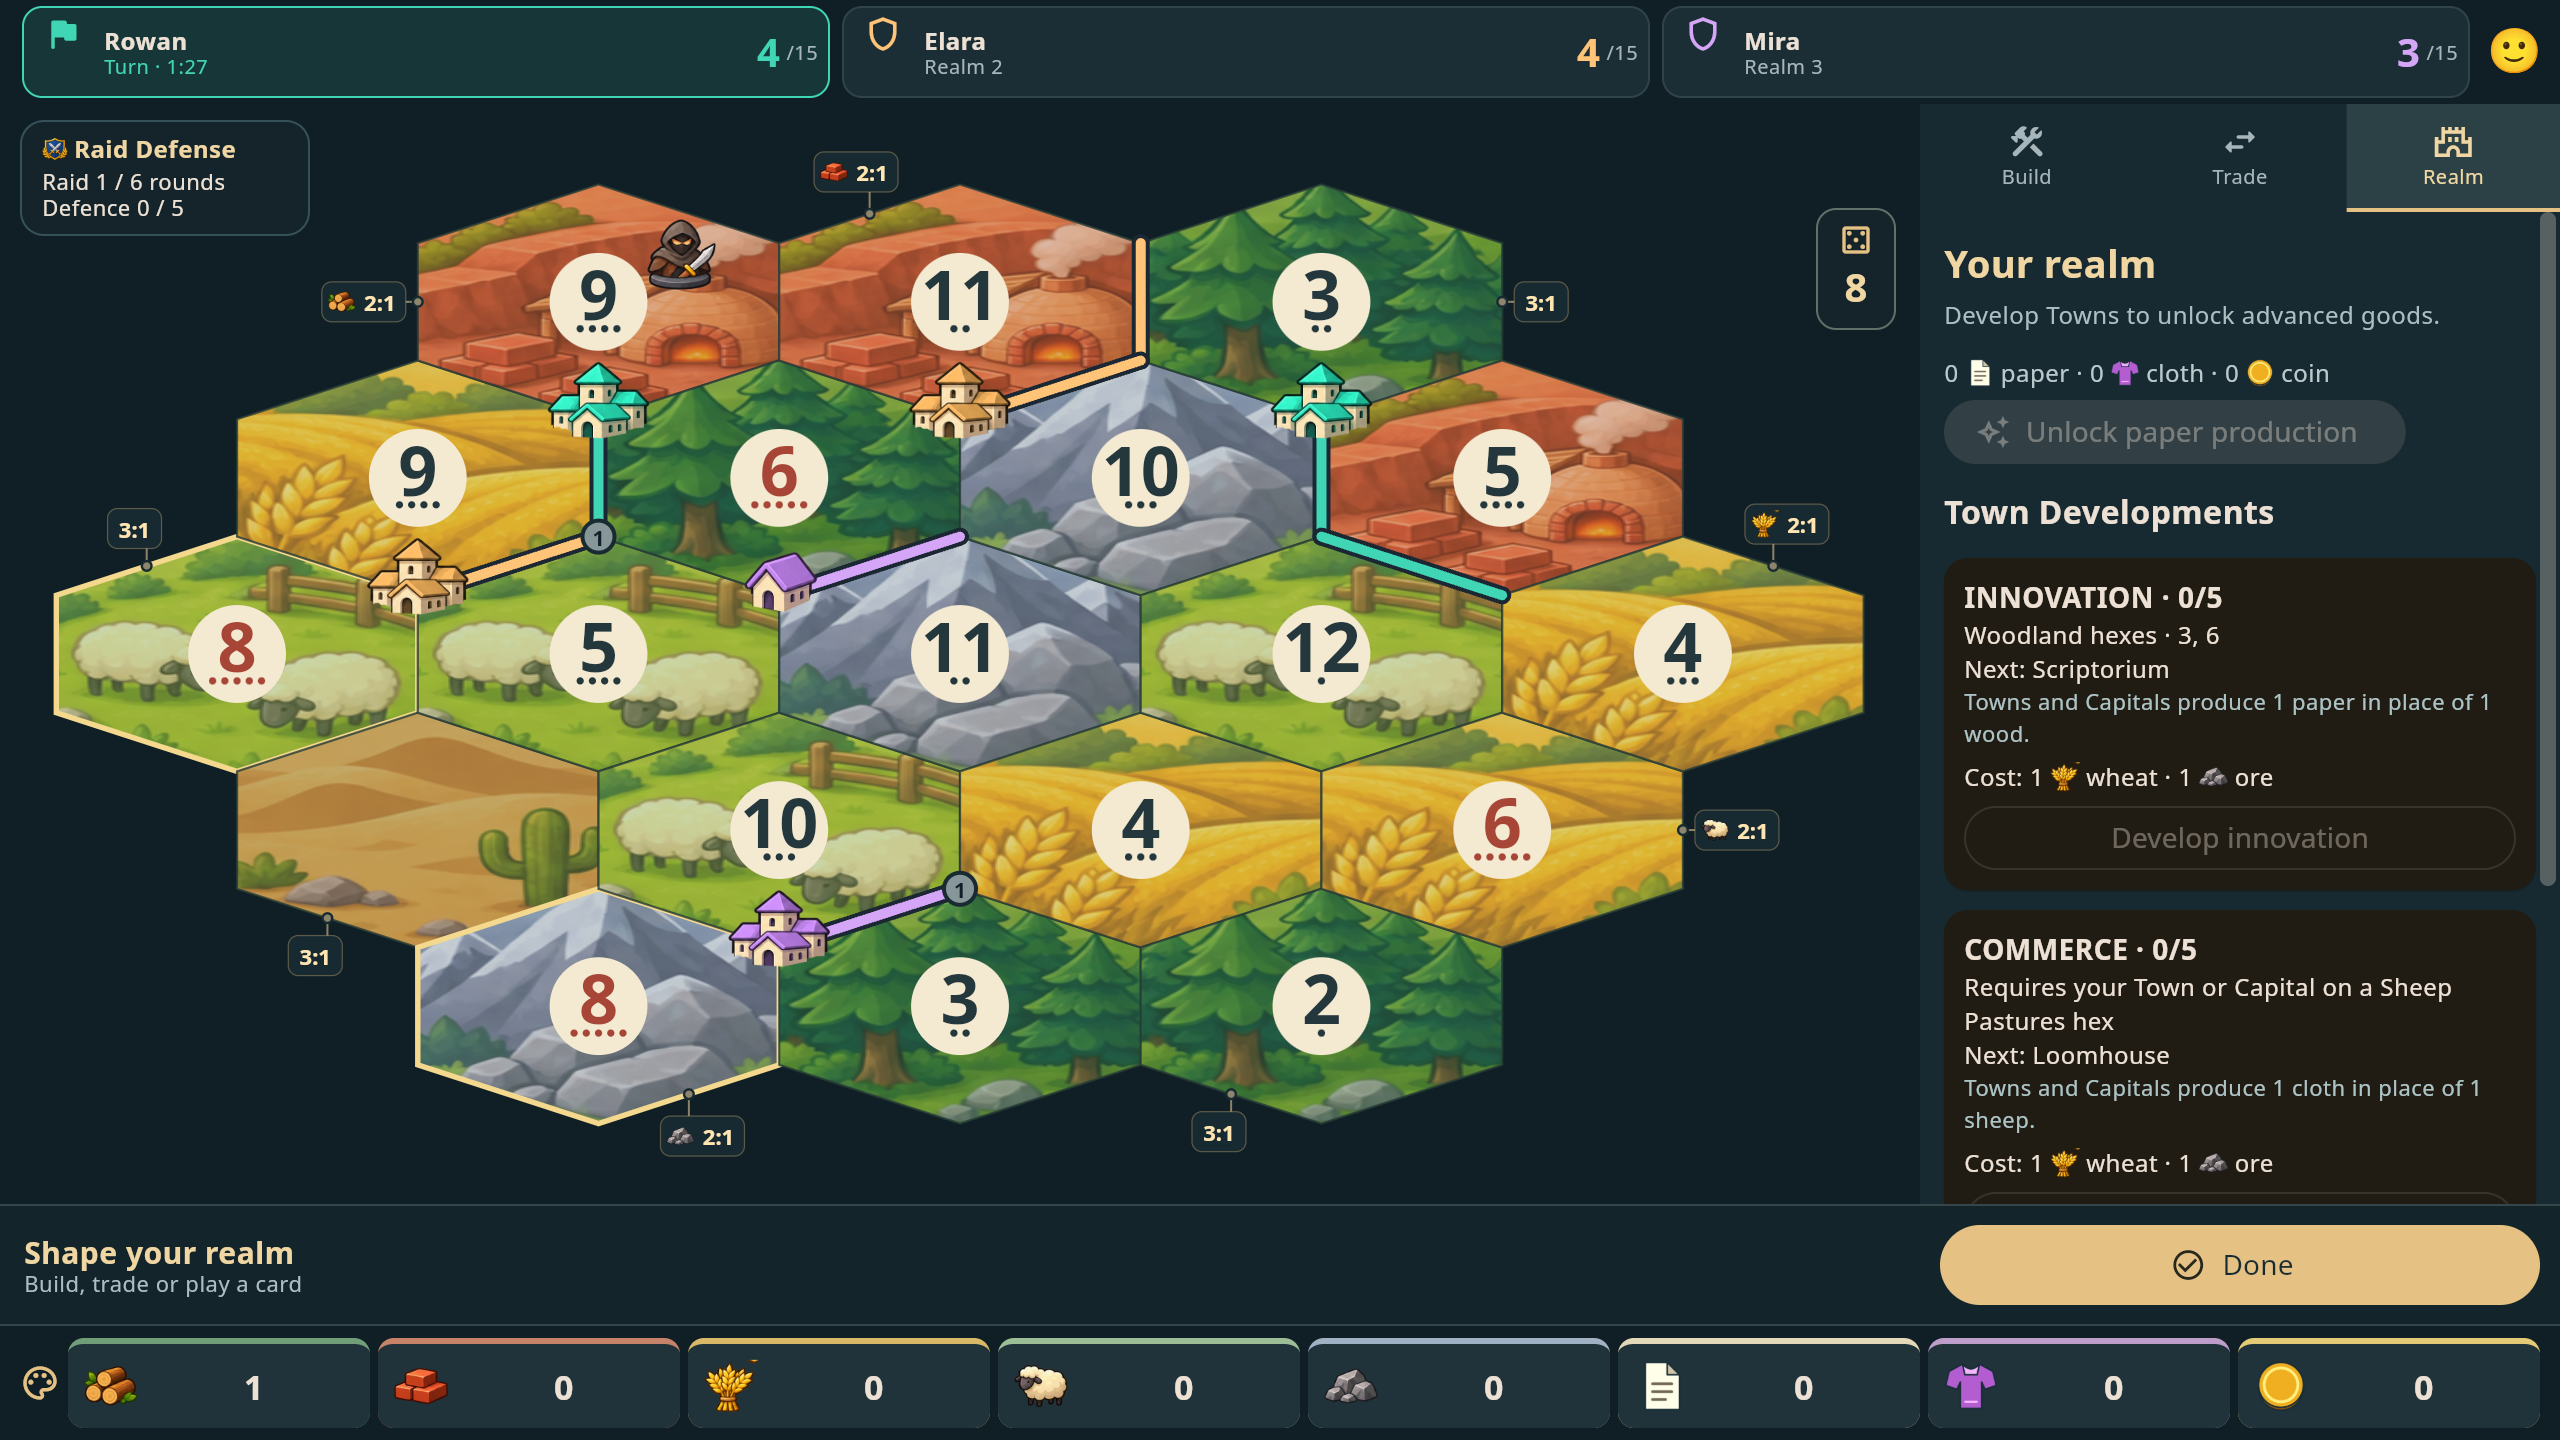 Rowan
Turn · 1:27
4 /15
Elara
Realm 2
4 /15
Mira
Realm 3
3 /15
Raid Defense
Raid 1 / 6 rounds
Defence 0 / 5
2:1
2:1
3:1
8
9
11
3
9
6
10
5
3:1
2:1
1
8
5
11
12
4
10
4
6
2:1
1
3:1
8
3
2
2:1
3:1
Build
Trade
Realm
Your realm
Develop Towns to unlock advanced goods.
0 paper · 0 cloth · 0 coin
Unlock paper production
Town Developments
INNOVATION · 0/5
Woodland hexes · 3, 6
Next: Scriptorium
Towns and Capitals produce 1 paper in place of 1
wood.
Cost: 1 wheat · 1 ore
Develop innovation
COMMERCE · 0/5
Requires your Town or Capital on a Sheep
Pastures hex
Next: Loomhouse
Towns and Capitals produce 1 cloth in place of 1
sheep.
Cost: 1 wheat · 1 ore
Shape your realm
Build, trade or play a card
Done
1
0
0
0
0
0
0
0